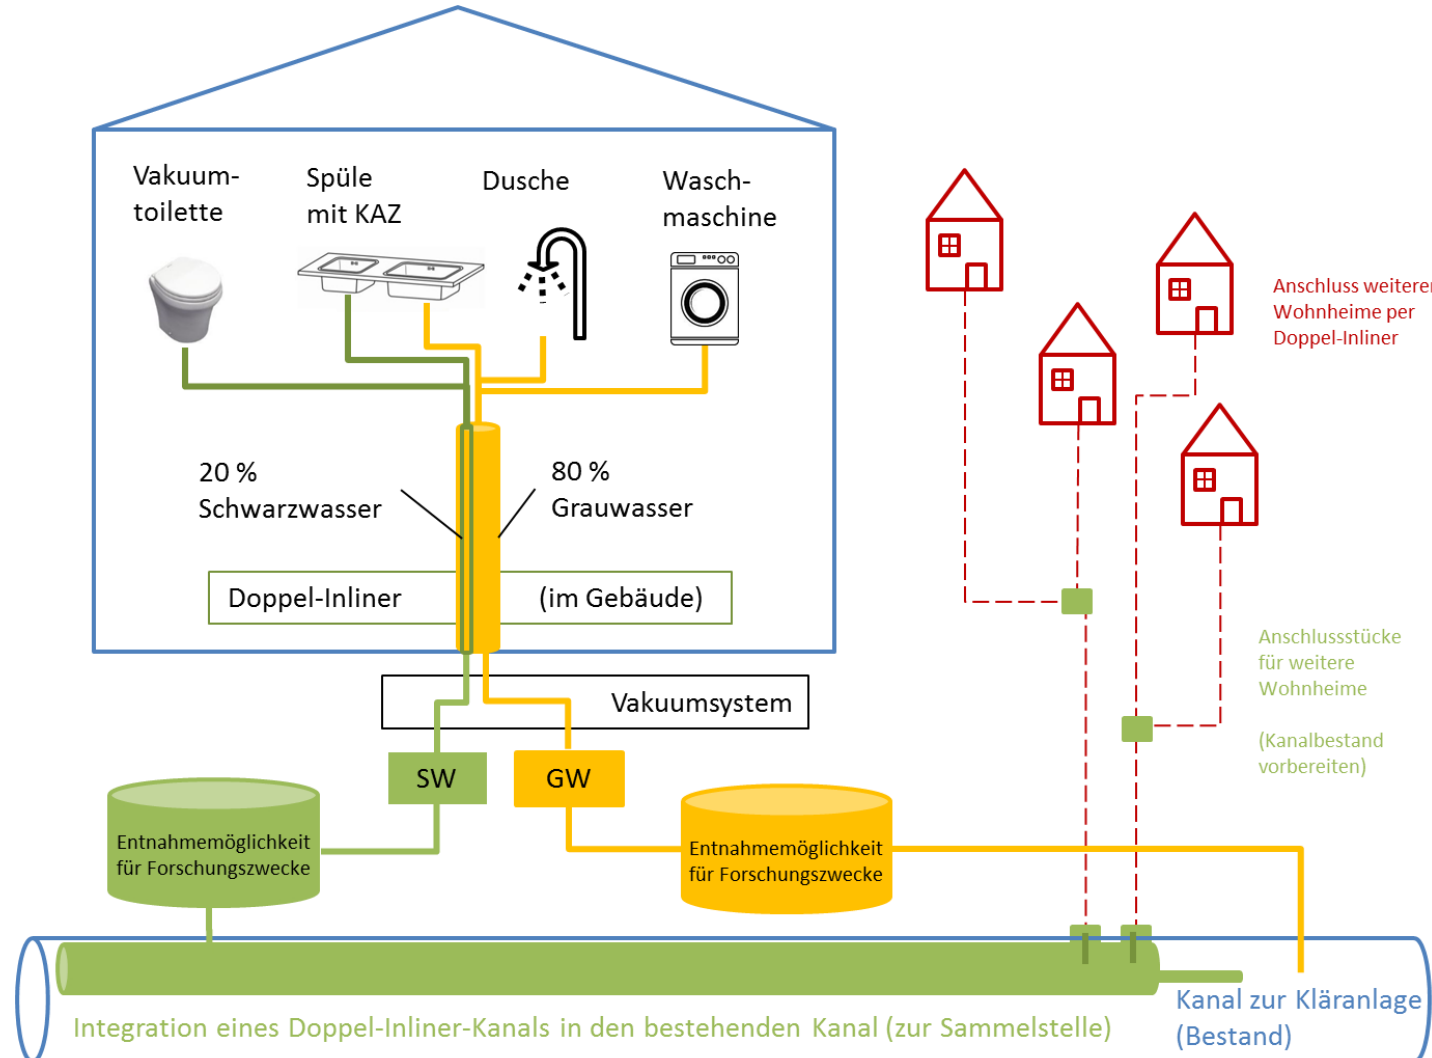 Vakuum-
toilette
Spüle
mit KAZ
Dusche
Wasch-
maschine
20 %
Schwarzwasser
80 %
Grauwasser
Doppel-Inliner (im Gebäude)
Vakuumsystem
SW
GW
Entnahmemöglichkeit
für Forschungszwecke
Entnahmemöglichkeit
für Forschungszwecke
Anschluss weiterer
Wohnheime per
Doppel-Inliner
Anschlussstücke
für weitere
Wohnheime
(Kanalbestand
vorbereiten)
Integration eines Doppel-Inliner-Kanals in den bestehenden Kanal (zur Sammelstelle)
Kanal zur Kläranlage
(Bestand)